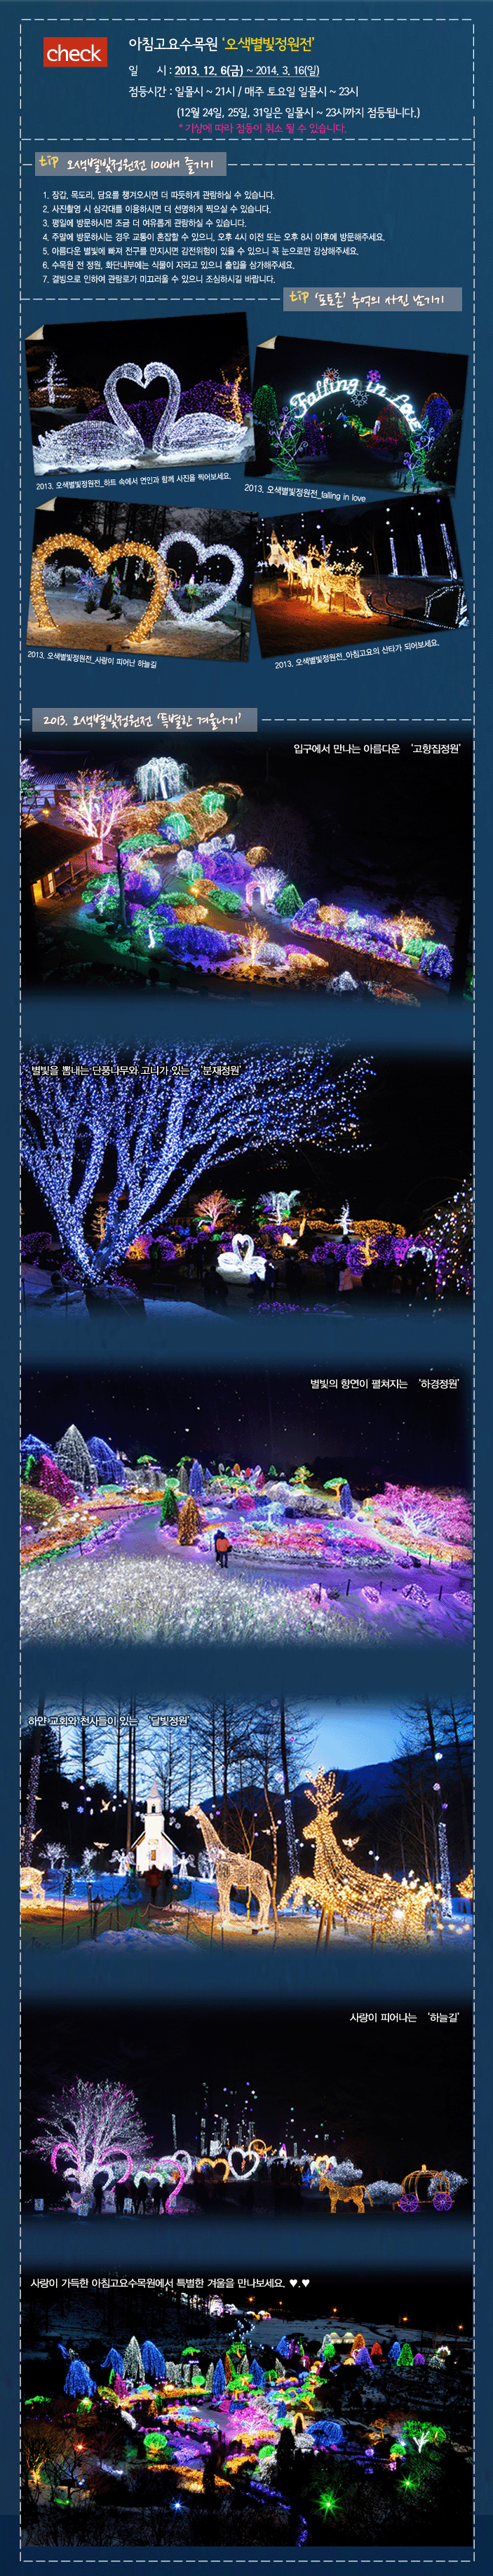 check
아침고요수목원 ‘오색별빛정원전’
일 시 : 2013. 12. 6(금) ~ 2014. 3. 16(일)
점등시간 : 일몰시 ~ 21시 / 매주 토요일 일몰시 ~ 23시
(12월 24일, 25일, 31일은 일몰시 ~ 23시까지 점등됩니다.)
* 기상에 따라 점등이 취소 될 수 있습니다.
tip 오색별빛정원전 100배 즐기기
1. 장갑, 목도리, 담요를 챙겨오시면 더 따듯하게 관람하실 수 있습니다.
2. 사진촬영 시 삼각대를 이용하시면 더 선명하게 찍으실 수 있습니다.
3. 평일에 방문하시면 조금 더 여유롭게 관람하실 수 있습니다.
4. 주말에 방문하시는 경우 교통이 혼잡할 수 있으니, 오후 4시 이전 또는 오후 8시 이후에 방문해주세요.
5. 아름다운 별빛에 빠져 전구를 만지시면 감전위험이 있을 수 있으니 꼭 눈으로만 감상해주세요.
6. 수목원 전 정원, 화단내부에는 식물이 자라고 있으니 출입을 삼가해주세요.
7. 결빙으로 인하여 관람로가 미끄러울 수 있으니 조심하시길 바랍니다.
tip ‘포토존’ 추억의 사진 남기기
Falling in Love
2013. 오색별빛정원전_하트 속에서 연인과 함께 사진을 찍어보세요.
2013. 오색별빛정원전_falling in love
2013. 오색별빛정원전_사랑이 피어난 하늘길
2013. 오색별빛정원전_아침고요의 산타가 되어보세요.
2013. 오색별빛정원전 ‘특별한 겨울나기’
입구에서 만나는 아름다운 ‘고향집정원’
별빛을 뽐내는 단풍나무와 고니가 있는 ‘분재정원’
별빛의 향연이 펼쳐지는 ‘하경정원’
하얀 교회와 천사들이 있는 ‘달빛정원’
사랑이 피어나는 ‘하늘길’
사랑이 가득한 아침고요수목원에서 특별한 겨울을 만나보세요. ♥.♥